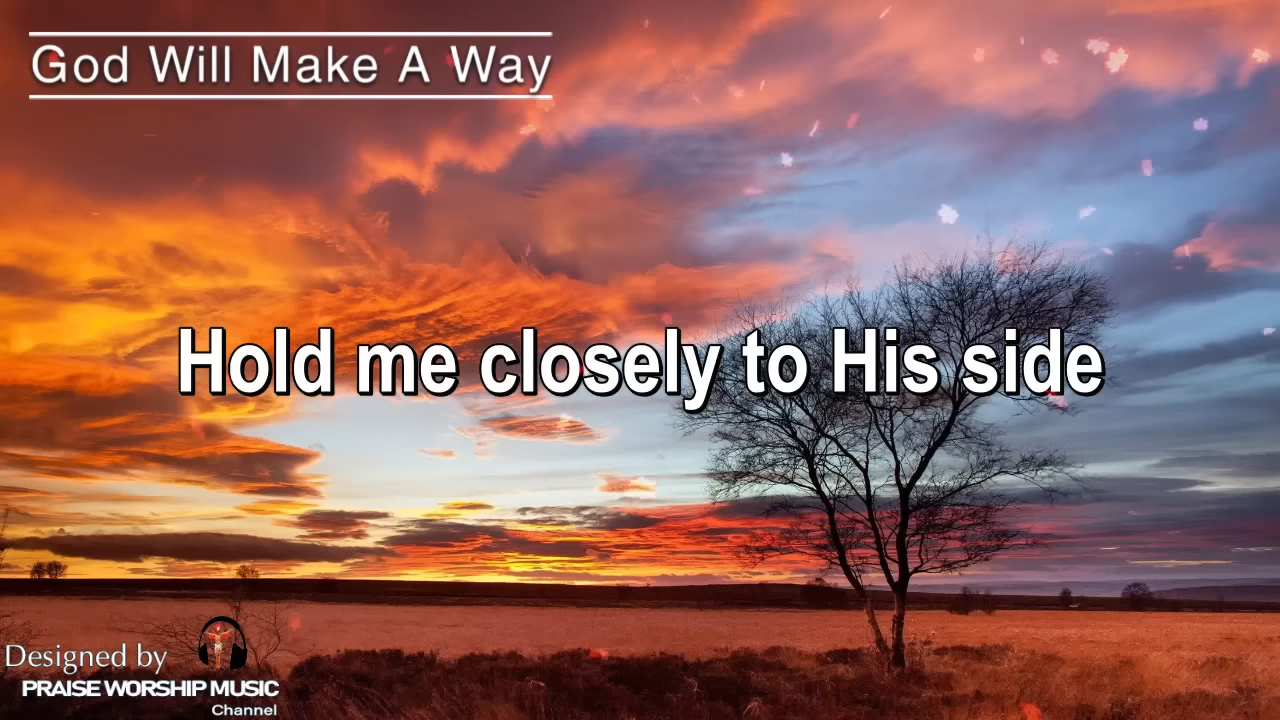 God Will Make A Way
Hold me closely to His side
Designed by
PRAISE WORSHIP MUSIC
Channel